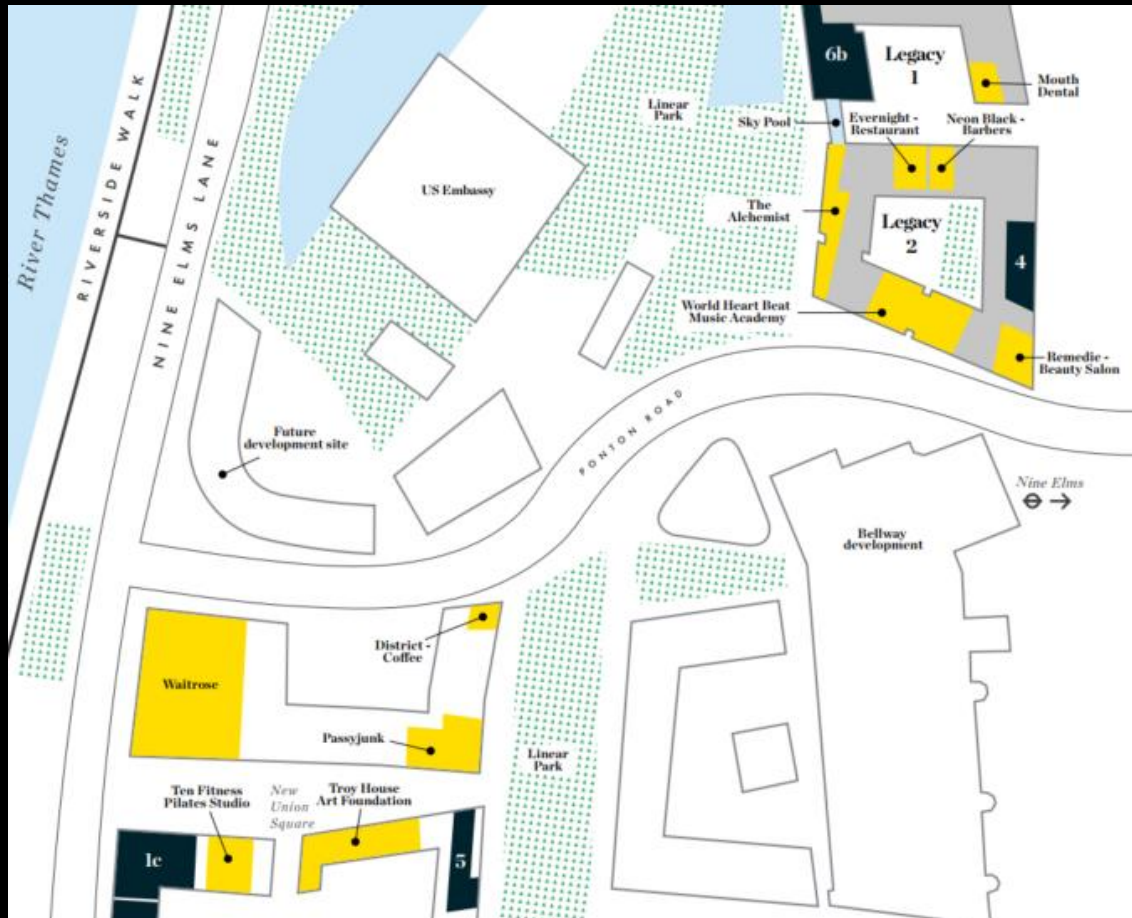 6b
Legacy
1
Mouth
Dental
Linear
Park
Sky Pool
Evernight -
Restaurant
Neon Black -
Barbers
River Thames
RIVERSIDE WALK
NINE ELMS LANE
US Embassy
The
Alchemist
Legacy
2
4
World Heart Beat
Music Academy
Remedie -
Beauty Salon
PONTON ROAD
Future
development site
Nine Elms
Bellway
development
District -
Coffee
Waitrose
Passyjunk
Linear
Park
Ten Fitness
Pilates Studio
New
Union
Square
Troy House
Art Foundation
1c
5